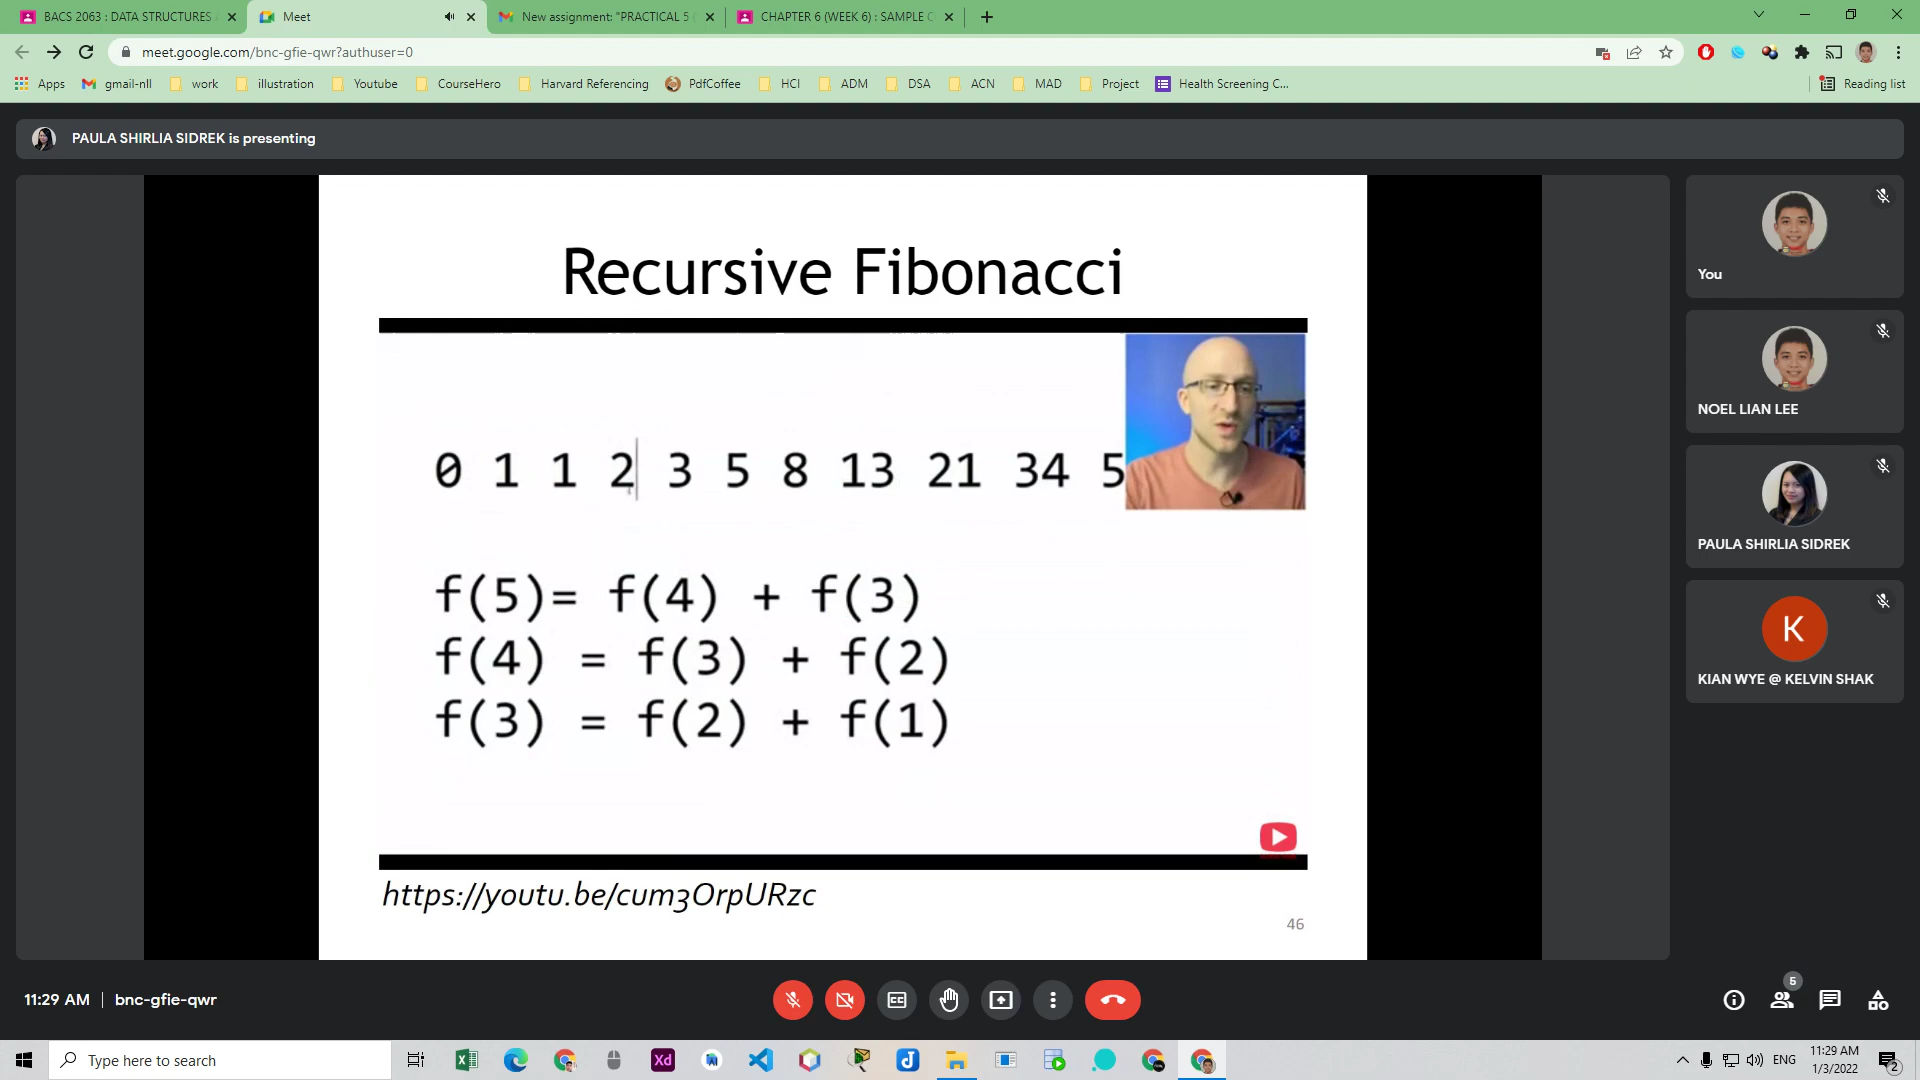 BACS 2063 : DATA STRUCTURES
Meet
New assignment: "PRACTICAL 5
CHAPTER 6 (WEEK 6) : SAMPLE
meet.google.com/bnc-gfie-qwr?authuser=0
Apps
gmail-nll
work
illustration
Youtube
CourseHero
Harvard Referencing
PdfCoffee
HCI
ADM
DSA
ACN
MAD
Project
Health Screening C...
Reading list
PAULA SHIRLIA SIDREK is presenting
Recursive Fibonacci
0 1 1 2 3 5 8 13 21 34 5
f(5)= f(4) + f(3)
f(4) = f(3) + f(2)
f(3) = f(2) + f(1)
https://youtu.be/cum3OrpURzc
46
You
NOEL LIAN LEE
PAULA SHIRLIA SIDREK
K
KIAN WYE @ KELVIN SHAK
11:29 AM | bnc-gfie-qwr
5
Type here to search
Xd
ENG
11:29 AM
1/3/2022
2